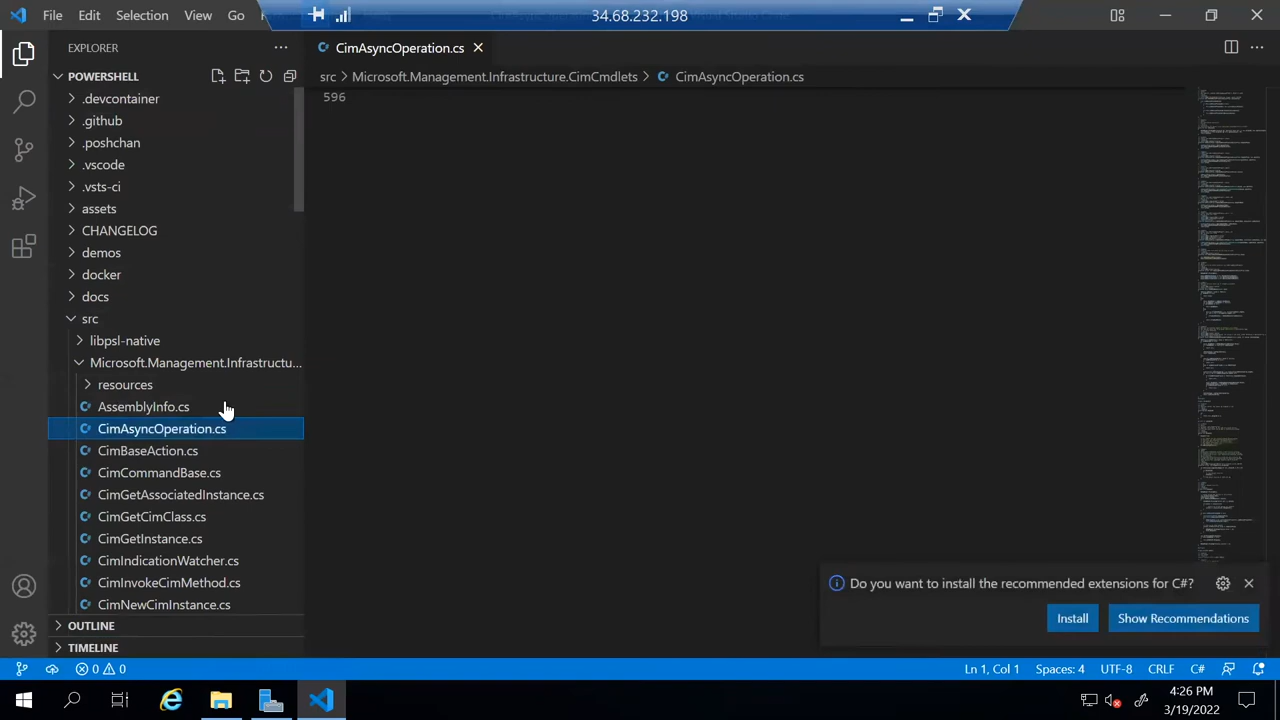 34.68.232.198
File Edit Selection View Go
EXPLORER
CimAsyncOperation.cs
POWERSHELL
src Microsoft.Management.Infrastructure.CimCmdlets CimAsyncOperation.cs
596
.devcontainer
.github
.vscode
.vsts-ci
assets
CHANGELOG
demos
docker
docs
src
libpsl-native
Microsoft.Management.Infrastructu...
resources
CimAsyncOperation.cs
CimBaseAction.cs
CimCommandBase.cs
CimGetAssociatedInstance.cs
CimGetCimClass.cs
CimGetInstance.cs
CimIndicationWatcher.cs
CimInvokeCimMethod.cs
CimNewCimInstance.cs
Do you want to install the recommended extensions for C#?
Install Show Recommendations
OUTLINE
TIMELINE
0 0 Ln 1, Col 1 Spaces: 4 UTF-8 CRLF C#
4:26 PM
3/19/2022